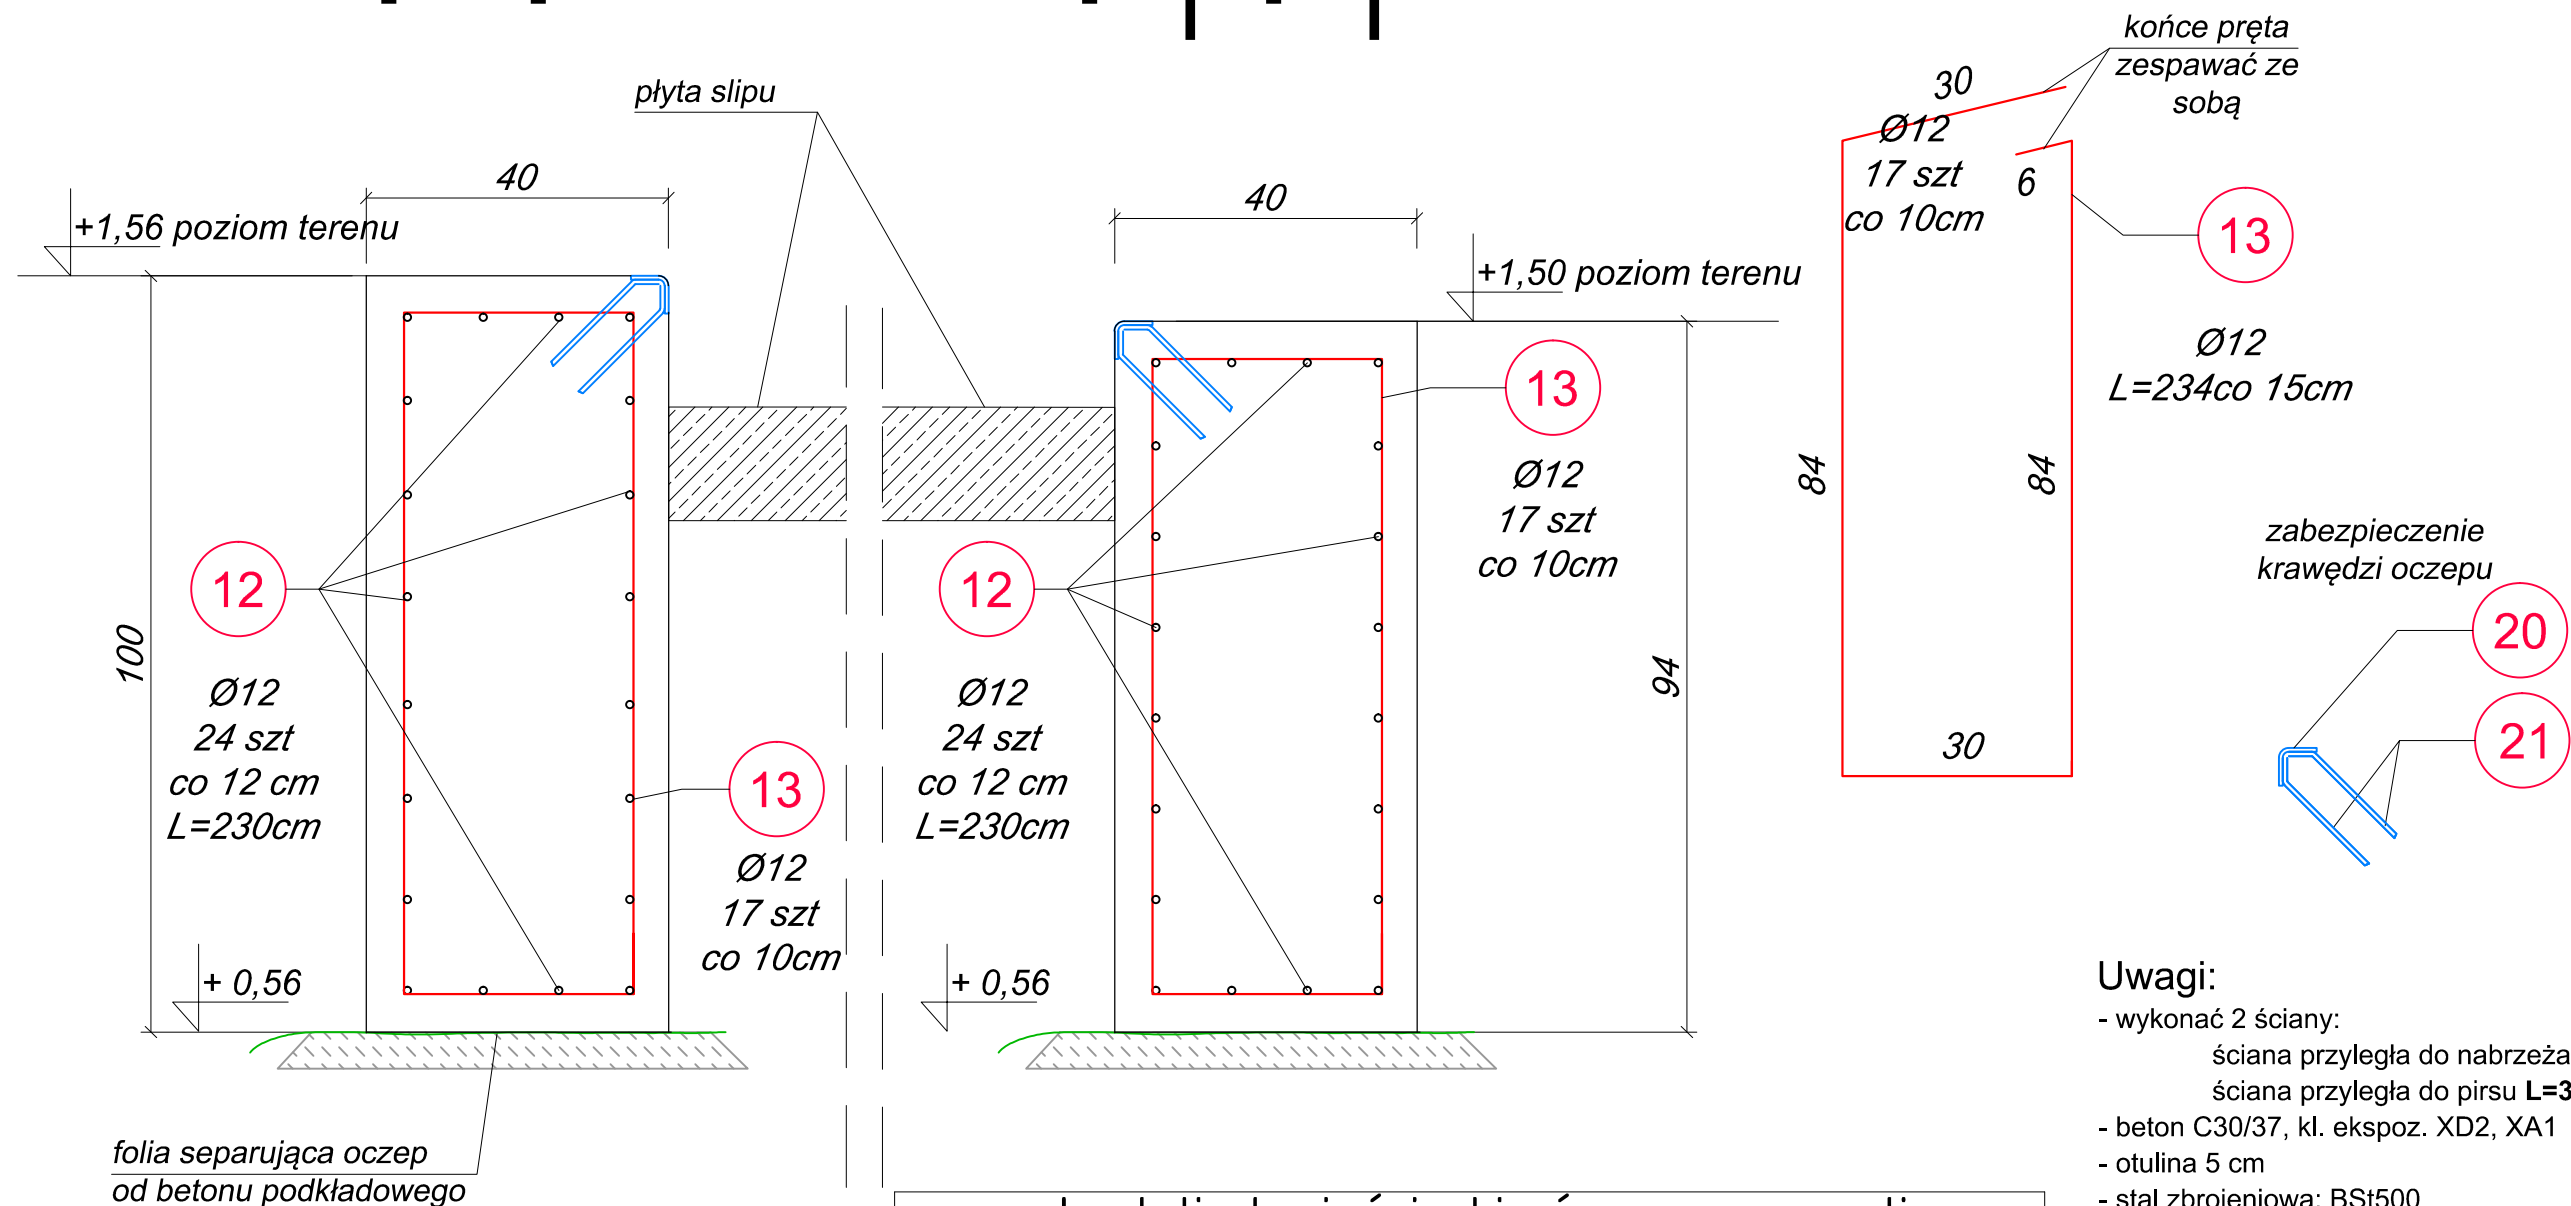 końce pręta
zespawać ze
sobą
płyta slipu
30
Ø12
17 szt
co 10cm
6
13
40
40
+1,56 poziom terenu
+1,50 poziom terenu
Ø12
L=234co 15cm
13
Ø12
17 szt
co 10cm
84
84
30
zabezpieczenie
krawędzi oczepu
20
21
12
Ø12
24 szt
co 12 cm
L=230cm
100
13
Ø12
17 szt
co 10cm
12
Ø12
24 szt
co 12 cm
L=230cm
94
+ 0,56
+ 0,56
folia separująca oczep
od betonu podkładowego
Uwagi:
- wykonać 2 ściany:
ściana przyległa do nabrzeża
ściana przyległa do pirsu L=3
- beton C30/37, kl. ekspoz. XD2, XA1
- otulina 5 cm
- stal zbrojeniowa: BSt500